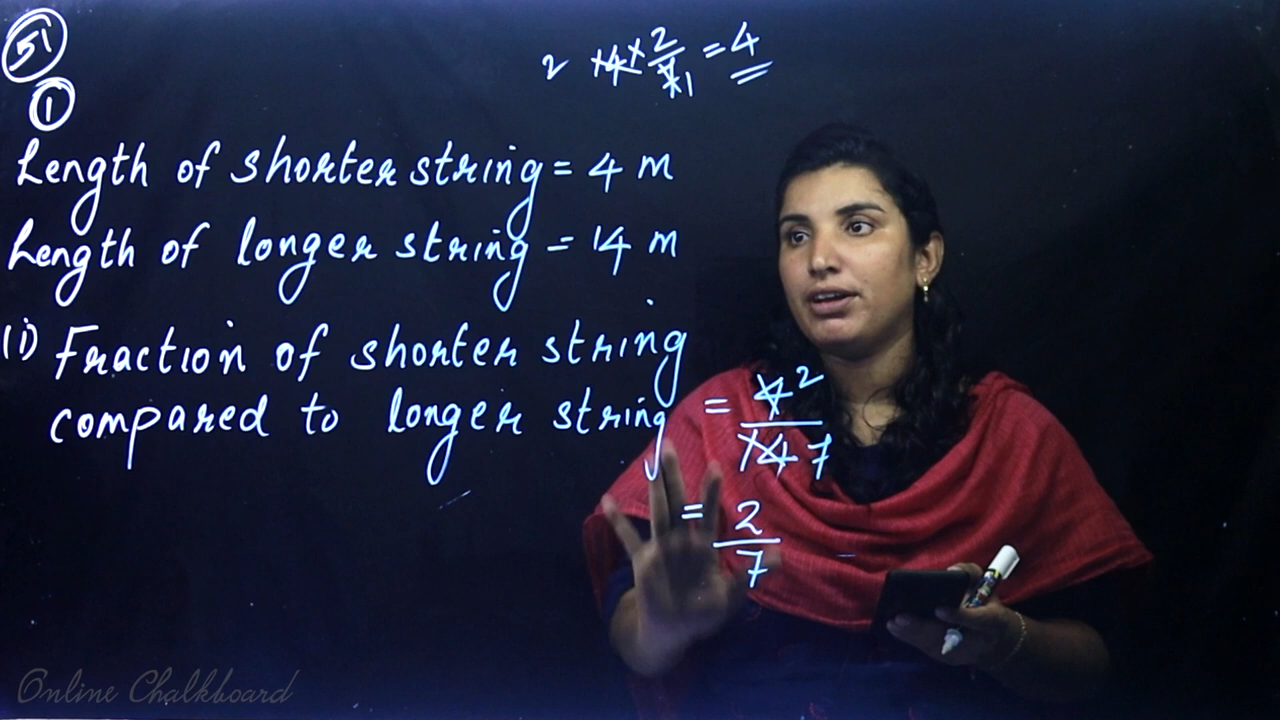 51
1
2 14 × 2/7 1 = 4
Length of shorter string = 4 m
Length of longer string = 14 m
(i) Fraction of shorter string
compared to longer string = 4 2 / 14 7
= 2/7
Online Chalkboard